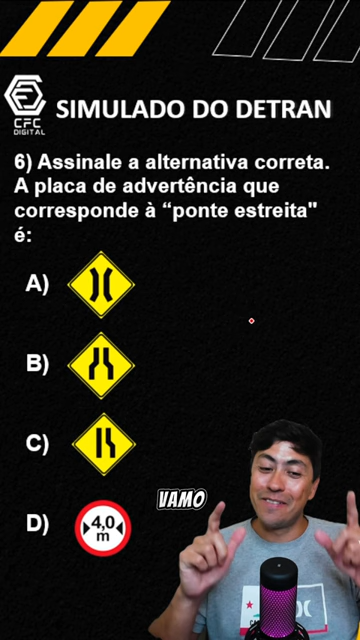 CFC
DIGITAL
SIMULADO DO DETRAN
6) Assinale a alternativa correta.
A placa de advertência que
corresponde à “ponte estreita"
é:
A)
B)
C)
D)
4,0
m
VAMO